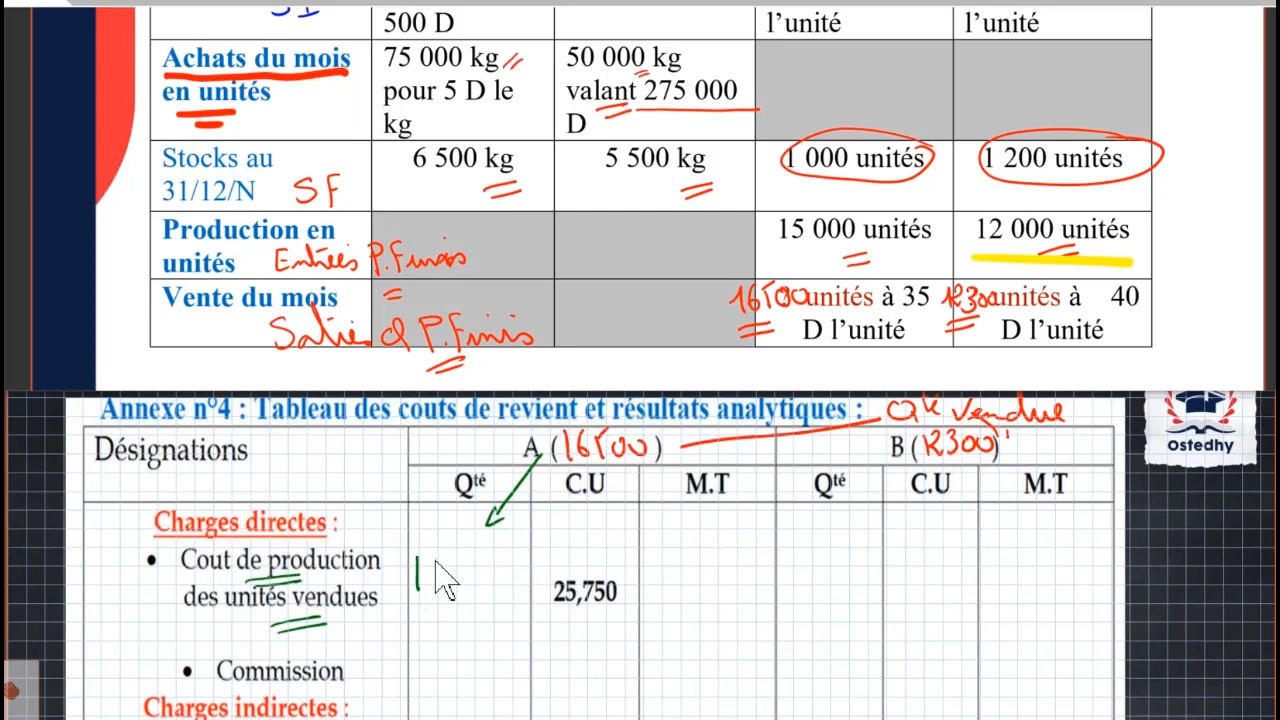 SI
500 D
l’unité
l’unité
Achats du mois
en unités
75 000 kg
pour 5 D le
kg
50 000 kg
valant 275 000
D
Stocks au
31/12/N SF
6 500 kg
5 500 kg
1 000 unités
1 200 unités
Production en
unités Entrées P.Finis
15 000 unités
12 000 unités
Vente du mois
Sorties d P.Finis
16500 unités à 35
D l’unité
12300 unités à 40
D l’unité
Annexe n°4 : Tableau des couts de revient et résultats analytiques : Qté vendue
Désignations
A (16500)
B (12300)
Qté C.U M.T Qté C.U M.T
Charges directes :
• Cout de production
des unités vendues
1
25,750
• Commission
Charges indirectes :
Ostedhy